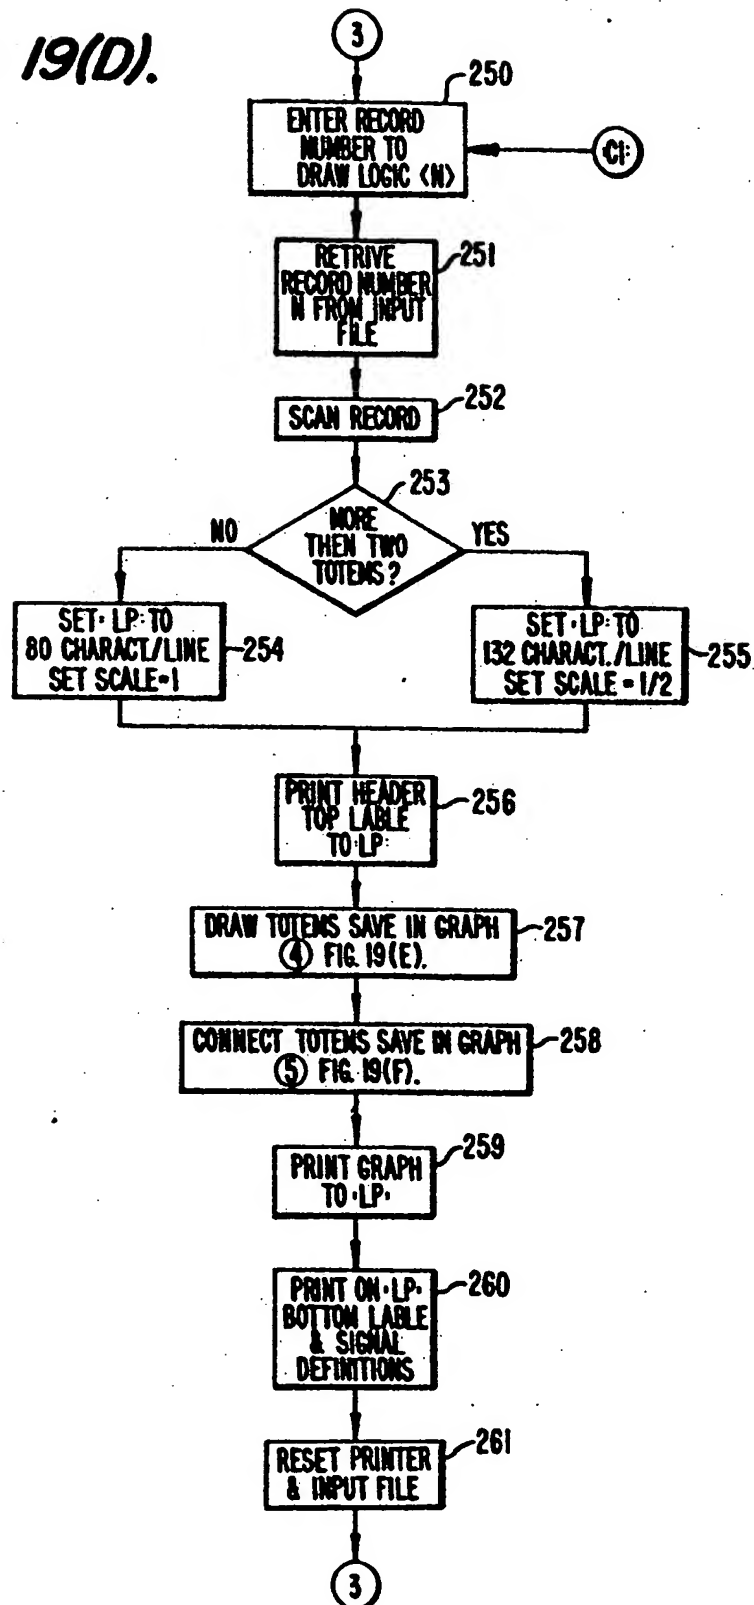 19(D).
3
250
ENTER RECORD
NUMBER TO
DRAW LOGIC <N>
CI:
251
RETRIVE
RECORD NUMBER
N FROM INPUT
FILE
252
SCAN RECORD
253
MORE
THEN TWO
TOTEMS?
NO
YES
SET· LP: TO
80 CHARACT./LINE
SET SCALE=1
254
SET ·LP: TO
132 CHARACT./LINE
SET SCALE = 1/2
255
PRINT HEADER
TOP LABLE
TO LP:
256
DRAW TOTEMS SAVE IN GRAPH
4 FIG. 19(E).
257
CONNECT TOTEMS SAVE IN GRAPH
5 FIG. 19(F).
258
PRINT GRAPH
TO ·LP·
259
PRINT ON ·LP·
BOTTOM LABLE
& SIGNAL
DEFINITIONS
260
RESET PRINTER
& INPUT FILE
261
3